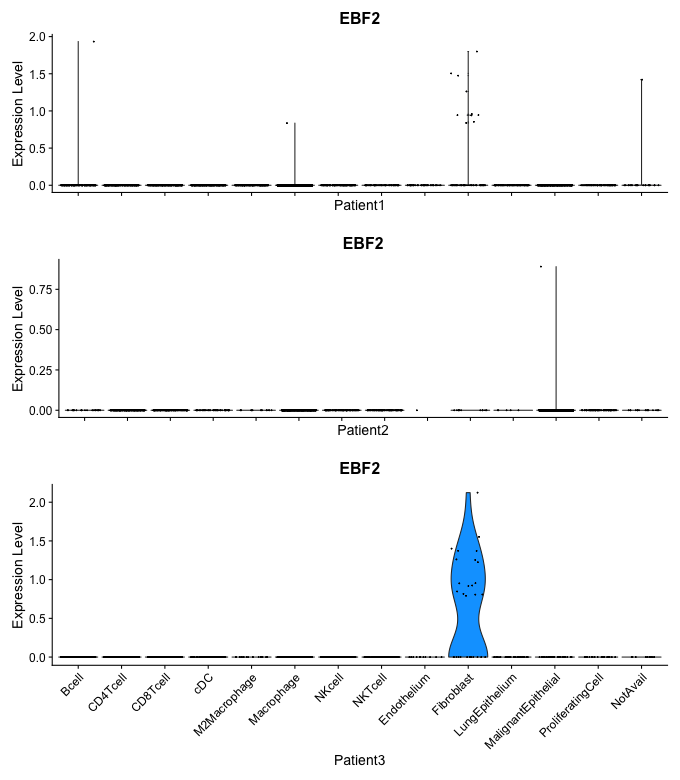 EBF2
Expression Level
2.0
1.5
1.0
0.5
0.0
Patient1
EBF2
Expression Level
0.75
0.50
0.25
0.00
Patient2
EBF2
Expression Level
2.0
1.5
1.0
0.5
0.0
Bcell
CD4Tcell
CD8Tcell
cDC
M2Macrophage
Macrophage
NKcell
NKTcell
Endothelium
Fibroblast
LungEpithelium
MalignantEpithelial
ProliferatingCell
NotAvail
Patient3